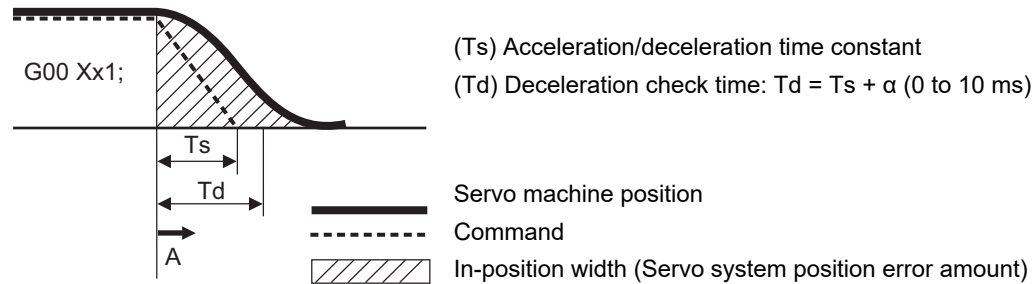 G00 Xx1;
(Ts) Acceleration/deceleration time constant
(Td) Deceleration check time: Td = Ts + α (0 to 10 ms)
Ts
Td
A
Servo machine position
Command
In-position width (Servo system position error amount)